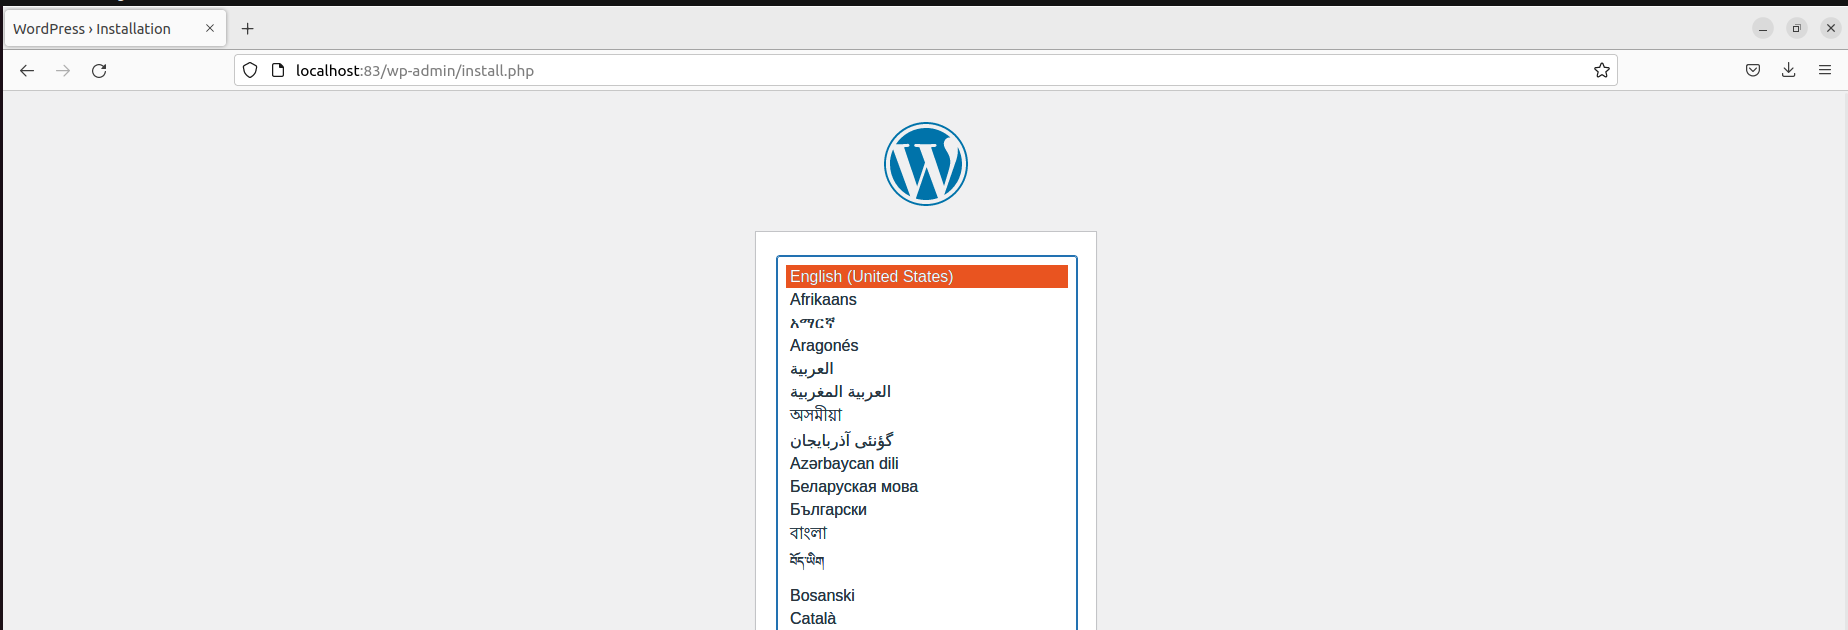 WordPress › Installation
localhost:83/wp-admin/install.php
English (United States)
Afrikaans
አማርኛ
Aragonés
العربية
العربية المغربية
অসমীয়া
گؤنئی آذربایجان
Azərbaycan dili
Беларуская мова
Български
বাংলা
བོད་ཡིག
Bosanski
Català